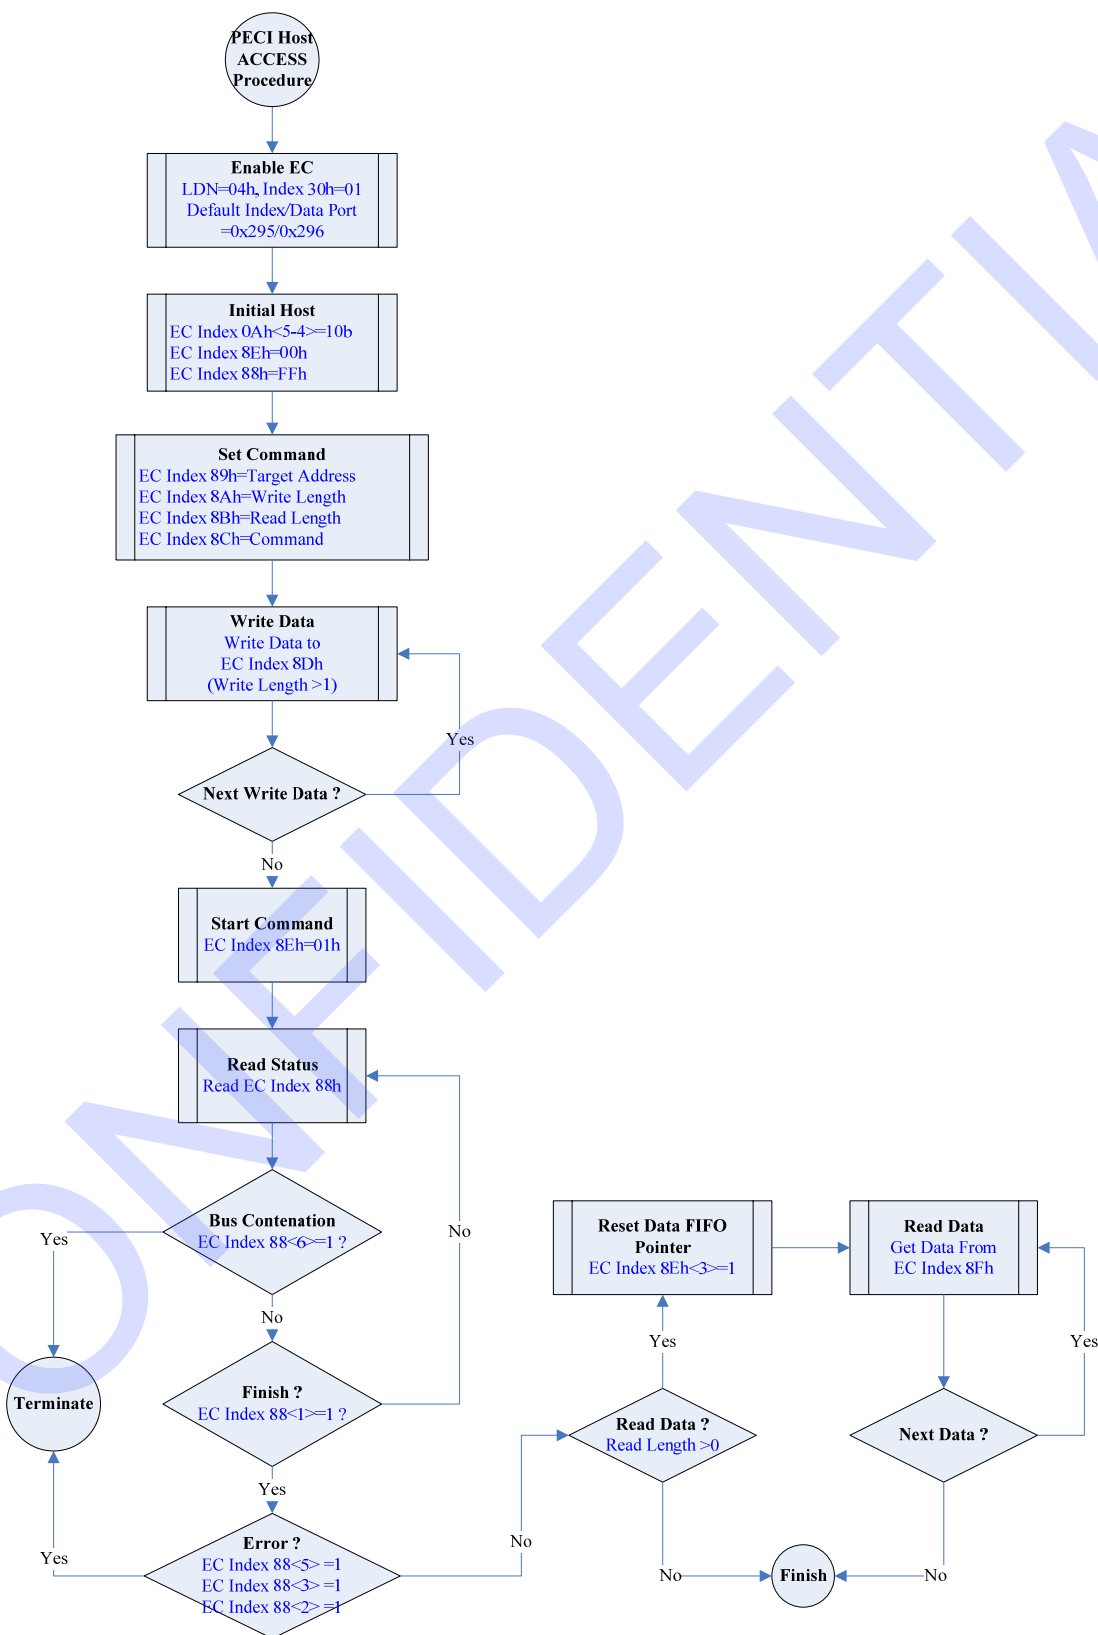 PECI Host
ACCESS
Procedure
Enable EC
LDN=04h, Index 30h=01
Default Index/Data Port
=0x295/0x296
Initial Host
EC Index 0Ah<5-4>=10b
EC Index 8Eh=00h
EC Index 88h=FFh
Set Command
EC Index 89h=Target Address
EC Index 8Ah=Write Length
EC Index 8Bh=Read Length
EC Index 8Ch=Command
Write Data
Write Data to
EC Index 8Dh
(Write Length >1)
Yes
Next Write Data ?
No
Start Command
EC Index 8Eh=01h
Read Status
Read EC Index 88h
Bus Contenation
EC Index 88<6>=1 ?
Yes
No
No
Finish ?
EC Index 88<1>=1 ?
Terminate
Yes
Error ?
EC Index 88<5> =1
EC Index 88<3> =1
EC Index 88<2> =1
Yes
No
Reset Data FIFO
Pointer
EC Index 8Eh<3>=1
Read Data
Get Data From
EC Index 8Fh
Yes
Yes
Read Data ?
Read Length >0
Next Data ?
No
Finish
No
ONFIDENTIA